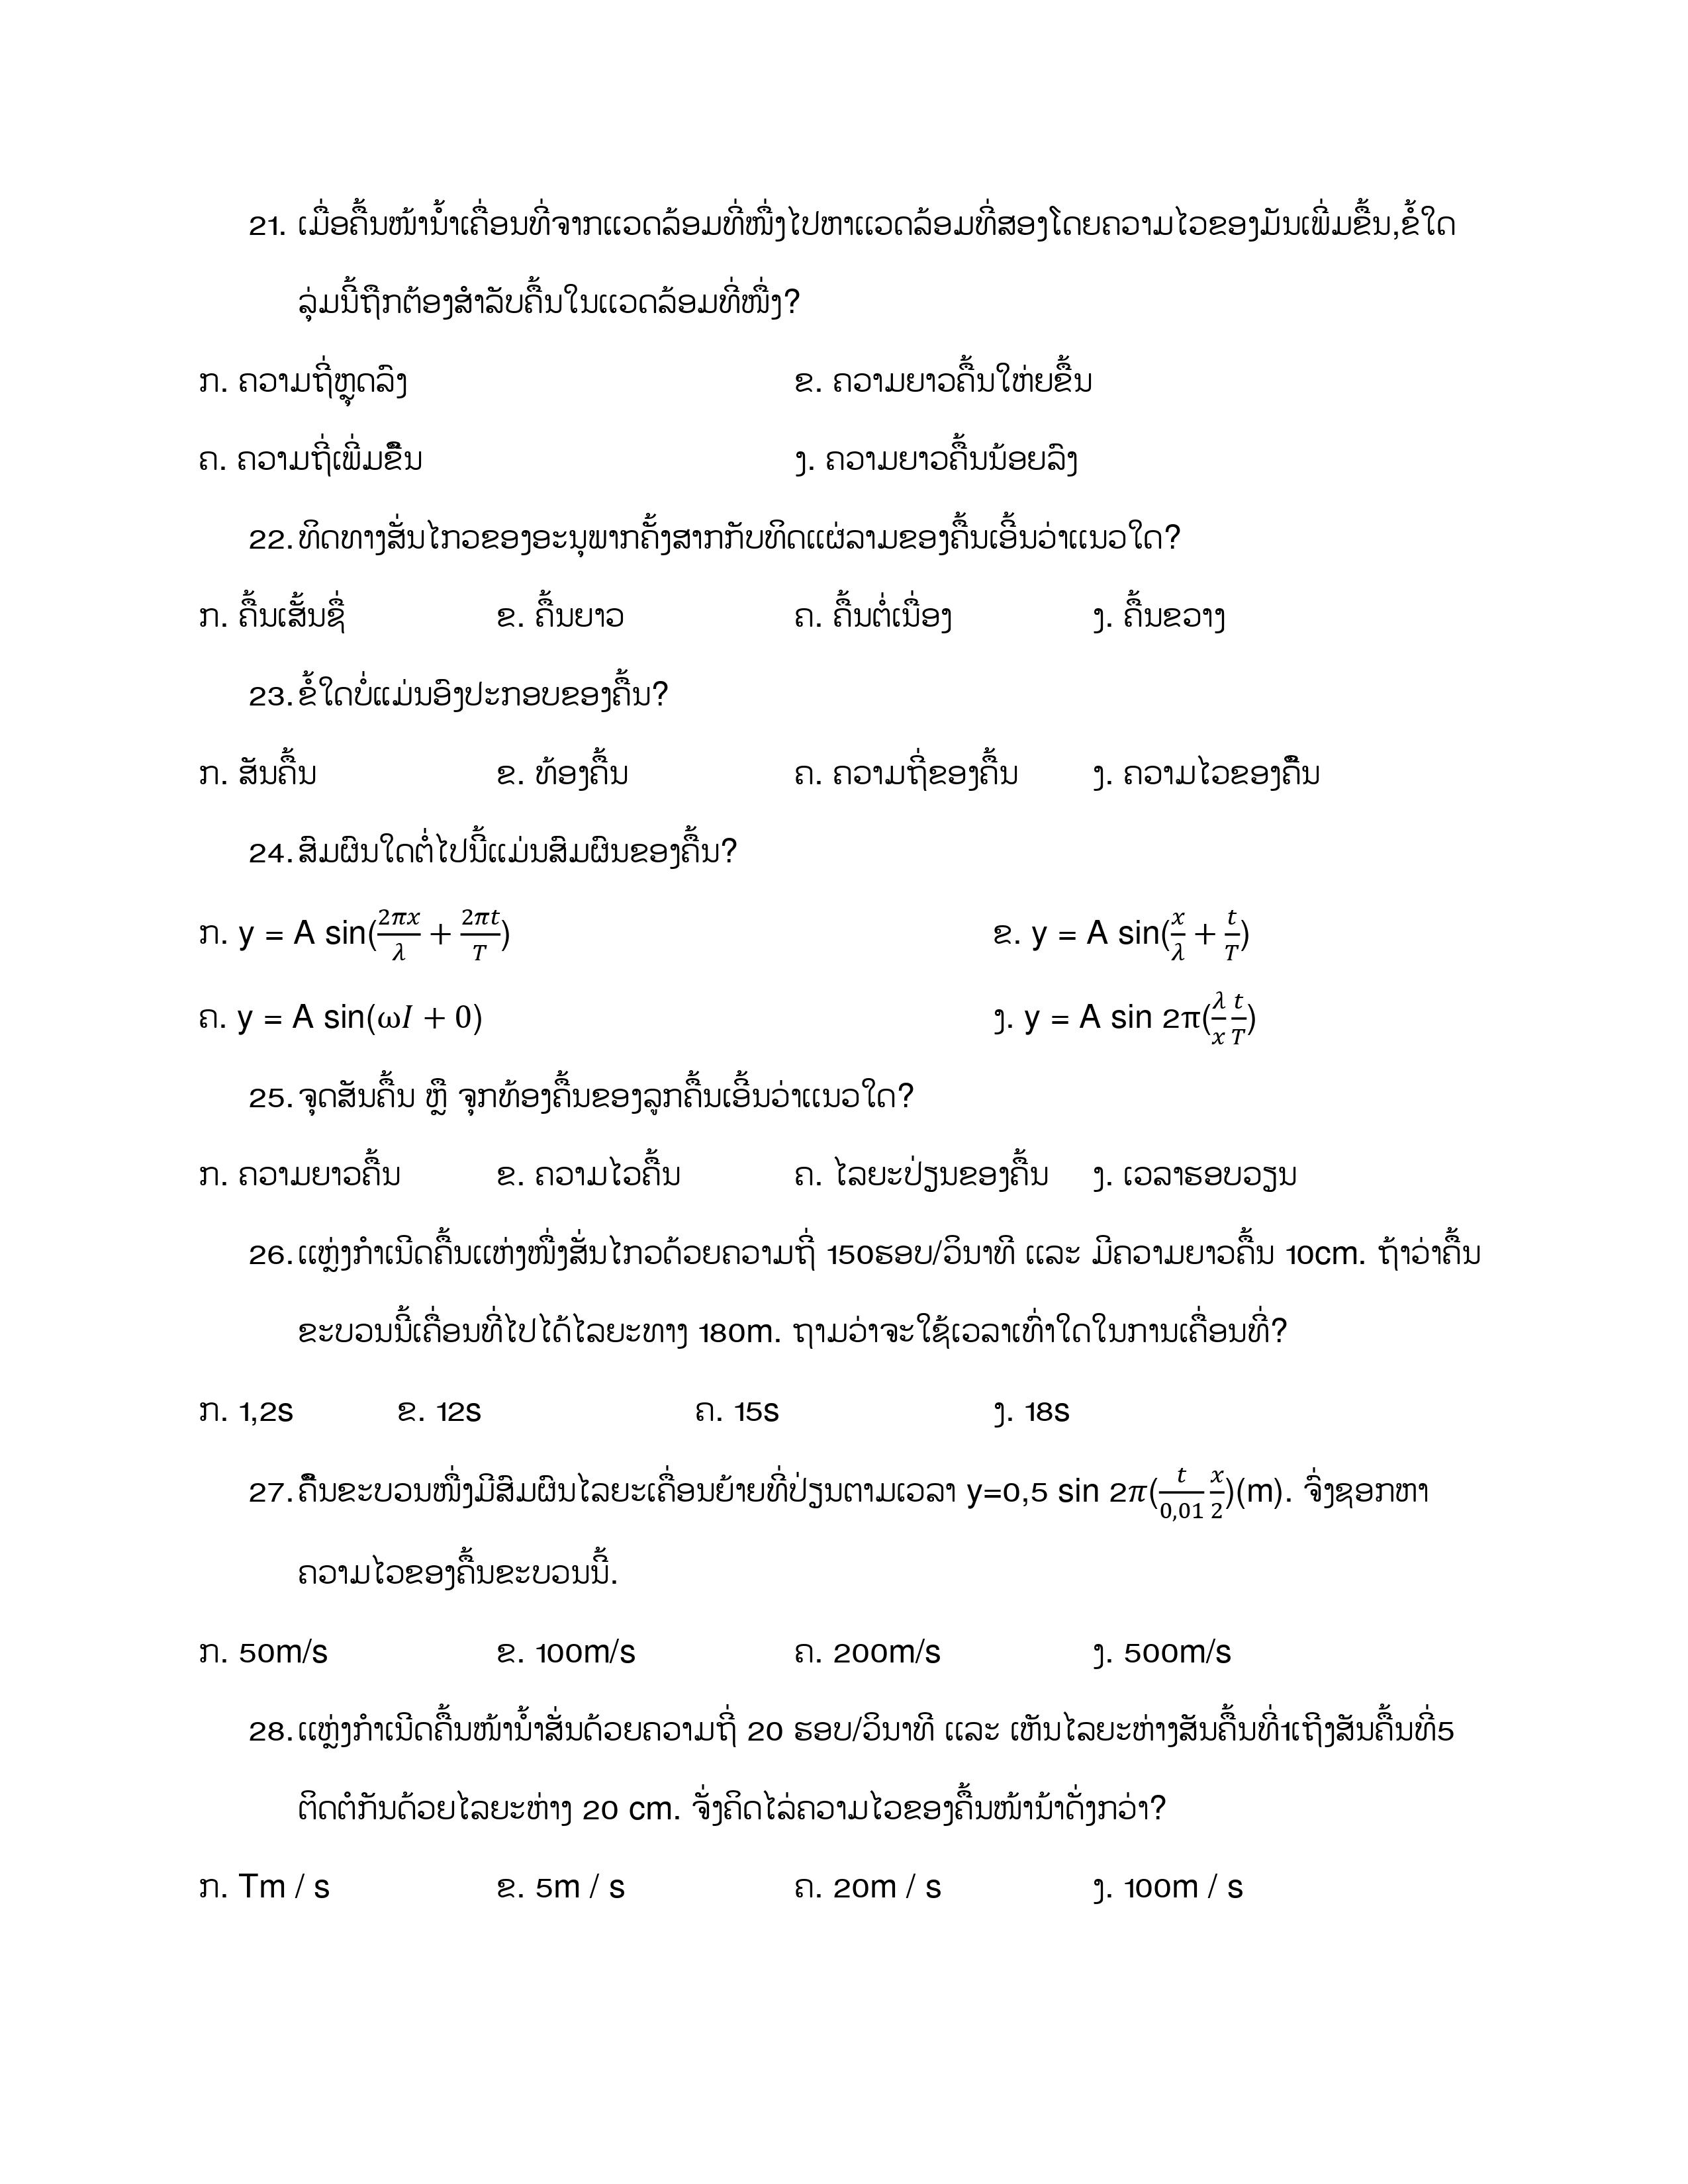 21. ເມື່ອຄື້ນໜ້ານ້ຳເຄື່ອນທີ່ຈາກແວດລ້ອມທີ່ໜຶ່ງໄປຫາແວດລ້ອມທີ່ສອງໂດຍຄວາມໄວຂອງມັນເພີ່ມຂື້ນ,ຂໍ້ໃດ
ລຸ່ມນີ້ຖືກຕ້ອງສຳລັບຄື້ນໃນແວດລ້ອມທີ່ໜຶ່ງ?
ກ. ຄວາມຖີ່ຫຼຸດລົງ ຂ. ຄວາມຍາວຄື້ນໃຫ່ຍຂື້ນ
ຄ. ຄວາມຖີ່ເພີ່ມຂື້ນ ງ. ຄວາມຍາວຄື້ນນ້ອຍລົງ
22. ທິດທາງສັ່ນໄກວຂອງອະນຸພາກຕັ້ງສາກກັບທິດແຜ່ລາມຂອງຄື້ນເອີ້ນວ່າແນວໃດ?
ກ. ຄື້ນເສັ້ນຊື່ ຂ. ຄື້ນຍາວ ຄ. ຄື້ນຕໍ່ເນື່ອງ ງ. ຄື້ນຂວາງ
23. ຂໍ້ໃດບໍ່ແມ່ນອົງປະກອບຂອງຄື້ນ?
ກ. ສັນຄື້ນ ຂ. ທ້ອງຄື້ນ ຄ. ຄວາມຖີ່ຂອງຄື້ນ ງ. ຄວາມໄວຂອງຄື້ນ
24. ສົມຜົນໃດຕໍ່ໄປນີ້ແມ່ນສົມຜົນຂອງຄື້ນ?
ກ. y = A sin(2πx/λ + 2πt/T) ຂ. y = A sin(x/λ + t/T)
ຄ. y = A sin(ωI + 0) ງ. y = A sin 2π(λ/x t/T)
25. ຈຸດສັນຄື້ນ ຫຼື ຈຸກທ້ອງຄື້ນຂອງລູກຄື້ນເອີ້ນວ່າແນວໃດ?
ກ. ຄວາມຍາວຄື້ນ ຂ. ຄວາມໄວຄື້ນ ຄ. ໄລຍະປ່ຽນຂອງຄື້ນ ງ. ເວລາຮອບວຽນ
26. ແຫຼ່ງກຳເນີດຄື້ນແຫ່ງໜຶ່ງສັ່ນໄກວດ້ວຍຄວາມຖີ່ 150ຮອບ/ວິນາທີ ແລະ ມີຄວາມຍາວຄື້ນ 10cm. ຖ້າວ່າຄື້ນ
ຂະບວນນີ້ເຄື່ອນທີ່ໄປໄດ້ໄລຍະທາງ 180m. ຖາມວ່າຈະໃຊ້ເວລາເທົ່າໃດໃນການເຄື່ອນທີ່?
ກ. 1,2s ຂ. 12s ຄ. 15s ງ. 18s
27. ຄື້ນຂະບວນໜຶ່ງມີສົມຜົນໄລຍະເຄື່ອນຍ້າຍທີ່ປ່ຽນຕາມເວລາ y=0,5 sin 2π(t/0,01 x/2)(m). ຈົ່ງຊອກຫາ
ຄວາມໄວຂອງຄື້ນຂະບວນນີ້.
ກ. 50m/s ຂ. 100m/s ຄ. 200m/s ງ. 500m/s
28. ແຫຼ່ງກຳເນີດຄື້ນໜ້ານ້ຳສັ່ນດ້ວຍຄວາມຖີ່ 20 ຮອບ/ວິນາທີ ແລະ ເຫັນໄລຍະຫ່າງສັນຄື້ນທີ່1ເຖີງສັນຄື້ນທີ່5
ຕິດຕໍກັນດ້ວຍໄລຍະຫ່າງ 20 cm. ຈັ່ງຄິດໄລ່ຄວາມໄວຂອງຄື້ນໜ້ານ້າດັ່ງກວ່າ?
ກ. Tm / s ຂ. 5m / s ຄ. 20m / s ງ. 100m / s